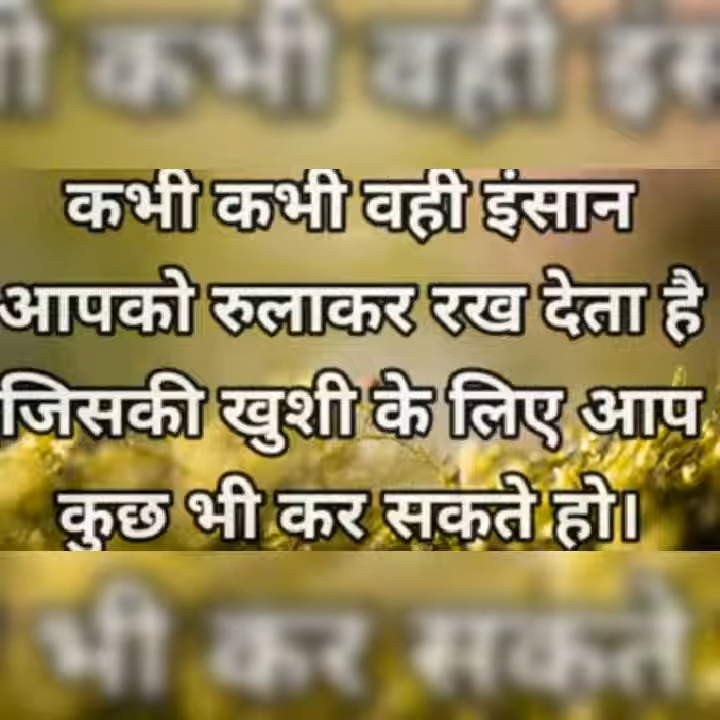 कभी कभी वही इंसान
आपको रुलाकर रख देता है
जिसकी खुशी के लिए आप
कुछ भी कर सकते हो।